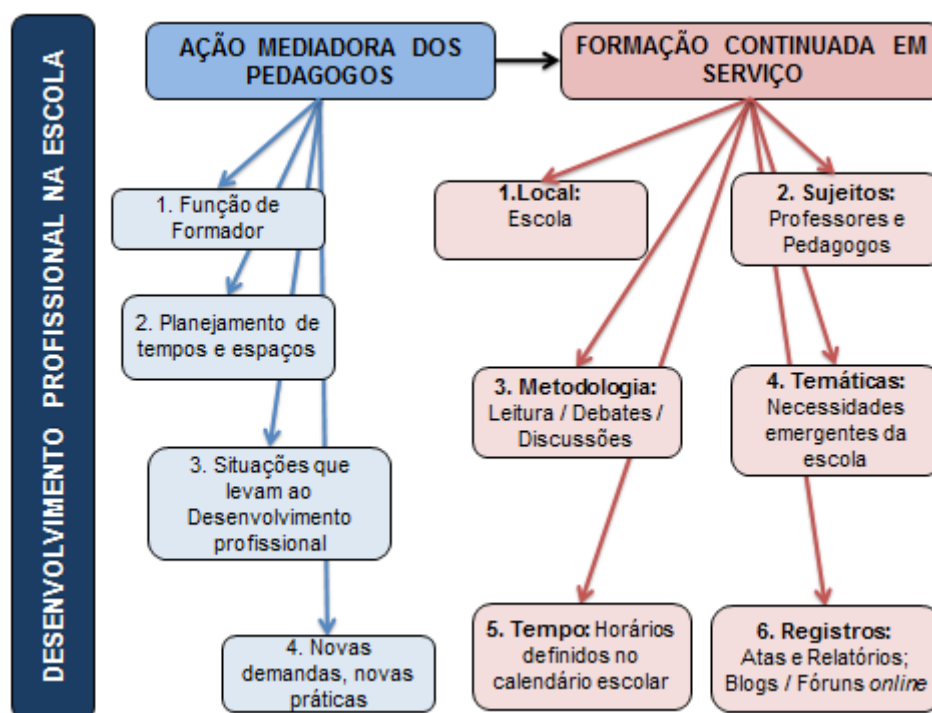 DESENVOLVIMENTO PROFISSIONAL NA ESCOLA
AÇÃO MEDIADORA DOS
PEDAGOGOS
FORMAÇÃO CONTINUADA EM
SERVIÇO
1. Função de
Formador
2. Planejamento de
tempos e espaços
3. Situações que
levam ao
Desenvolvimento
profissional
4. Novas
demandas, novas
práticas
1.Local:
Escola
2. Sujeitos:
Professores e
Pedagogos
3. Metodologia:
Leitura / Debates /
Discussões
4. Temáticas:
Necessidades
emergentes da
escola
5. Tempo: Horários
definidos no
calendário escolar
6. Registros:
Atas e Relatórios;
Blogs / Fóruns online